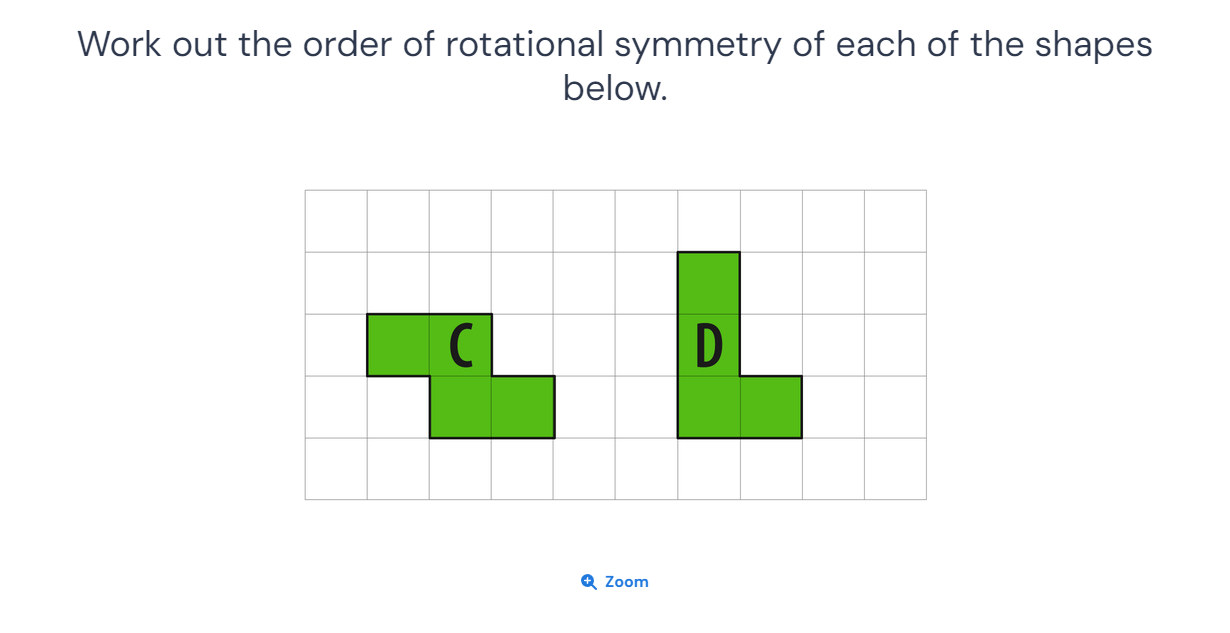 Work out the order of rotational symmetry of each of the shapes
below.
C
D
Zoom